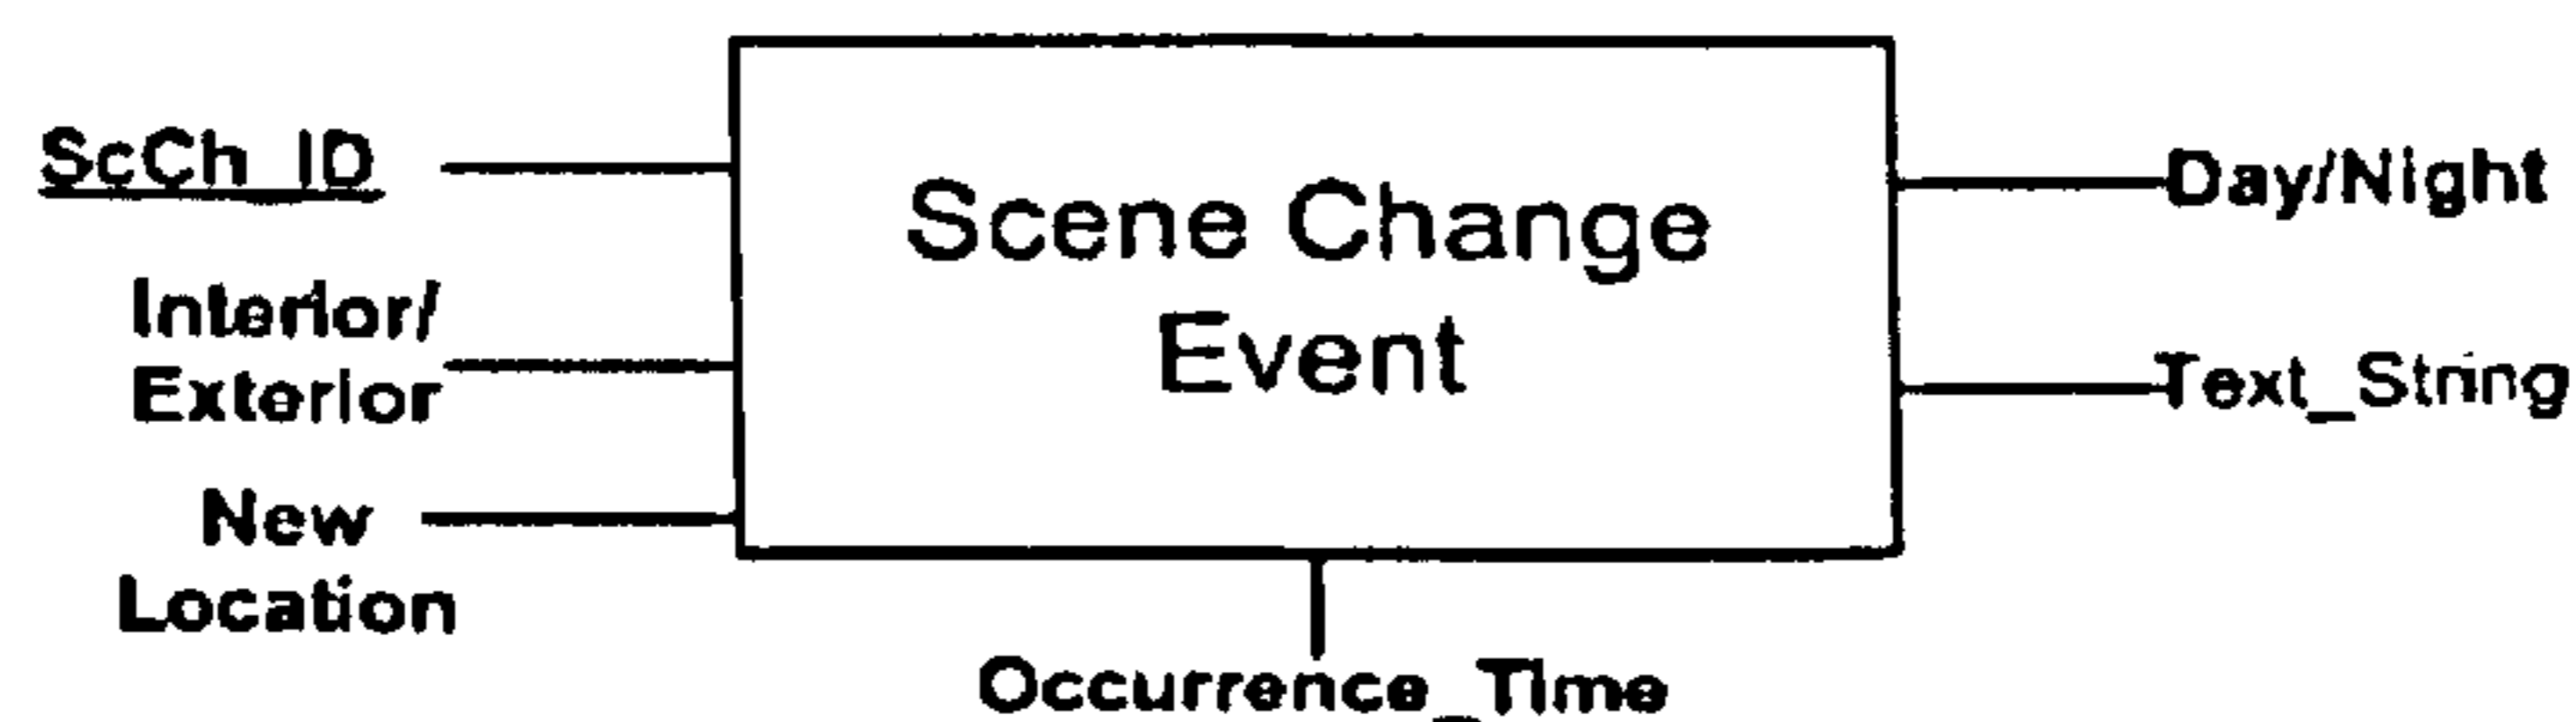 ScCh_ID
Interior/
Exterior
New
Location
Scene Change
Event
Day/Night
Text_String
Occurrence_Time